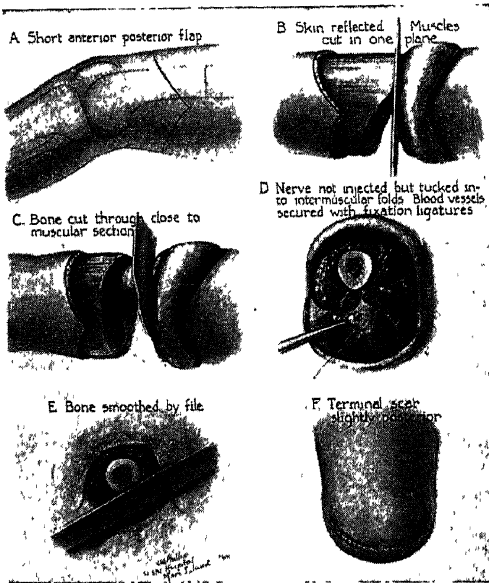 A Short anterior posterior flap
B Skin reflected Muscles
cut in one plane
C. Bone cut through close to
muscular section
D Nerve not injected but tucked in-
to intermuscular folds Blood vessels
secured with fixation ligatures
E. Bone smoothed by file
F. Terminal scar
slightly posterior